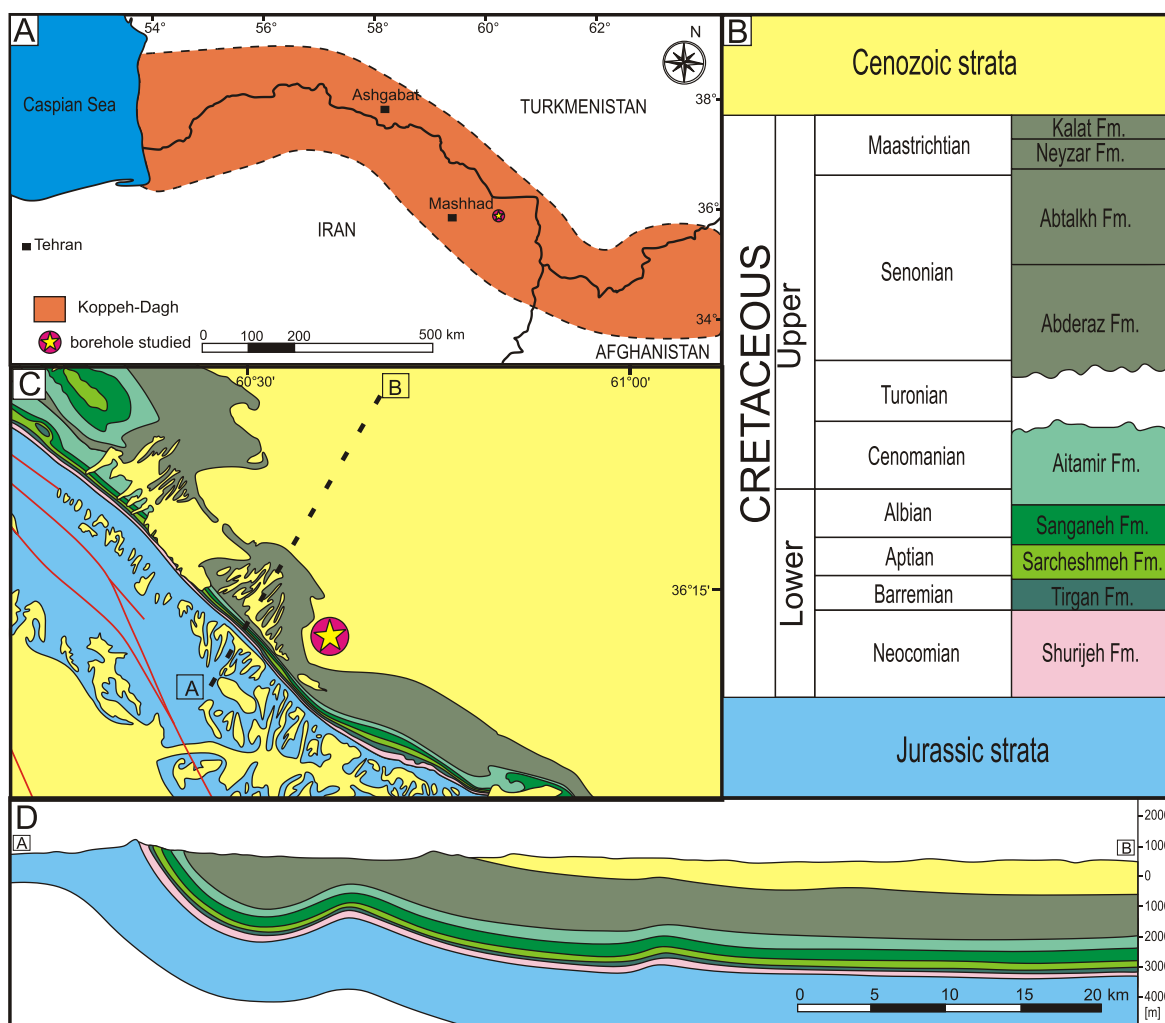 A
54°
56°
58°
60°
62°
N
Caspian Sea
Ashgabat
TURKMENISTAN
38°
Mashhad
36°
IRAN
Tehran
Koppeh-Dagh
34°
borehole studied
0 100 200 500 km
AFGHANISTAN
B
Cenozoic strata
CRETACEOUS
Upper
Lower
Maastrichtian
Senonian
Turonian
Cenomanian
Albian
Aptian
Barremian
Neocomian
Kalat Fm.
Neyzar Fm.
Abtalkh Fm.
Abderaz Fm.
Aitamir Fm.
Sanganeh Fm.
Sarcheshmeh Fm.
Tirgan Fm.
Shurijeh Fm.
Jurassic strata
C
60°30'
61°00'
B
36°15'
A
D
A
B
2000
1000
0
1000
2000
3000
4000
[m]
0 5 10 15 20 km